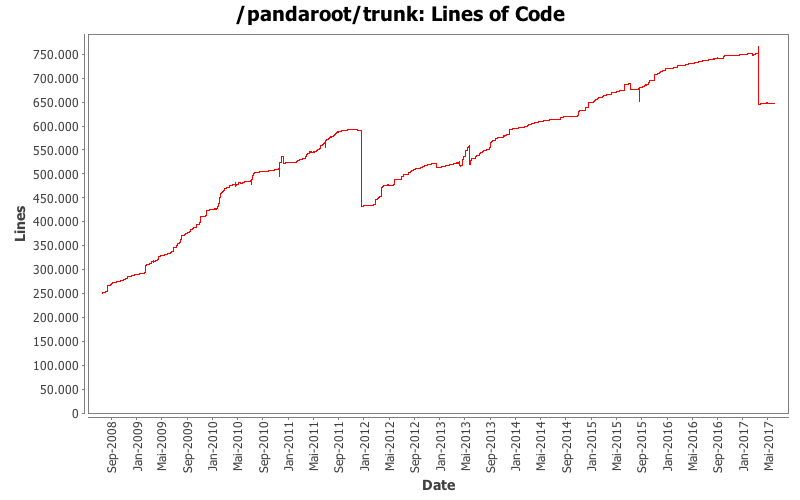 /pandaroot/trunk: Lines of Code
750.000
700.000
650.000
600.000
550.000
500.000
450.000
400.000
350.000
300.000
250.000
200.000
150.000
100.000
50.000
0
Lines
Sep-2008
Jan-2009
Mai-2009
Sep-2009
Jan-2010
Mai-2010
Sep-2010
Jan-2011
Mai-2011
Sep-2011
Jan-2012
Mai-2012
Sep-2012
Jan-2013
Mai-2013
Sep-2013
Jan-2014
Mai-2014
Sep-2014
Jan-2015
Mai-2015
Sep-2015
Jan-2016
Mai-2016
Sep-2016
Jan-2017
Mai-2017
Date